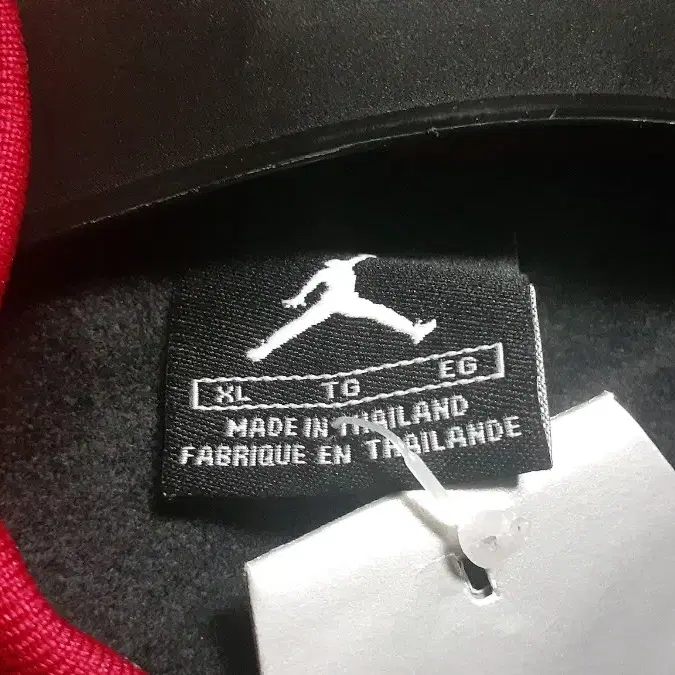 XL TG EG
MADE IN THAILAND
FABRIQUE EN THAILANDE